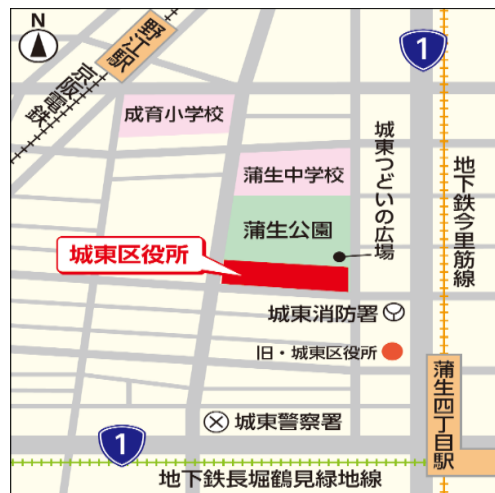 N
野江駅
京阪電鉄
1
成育小学校
蒲生中学校
城東つどいの広場
地下鉄今里筋線
蒲生公園
城東区役所
城東消防署
旧・城東区役所
蒲生四丁目駅
城東警察署
1
地下鉄長堀鶴見緑地線